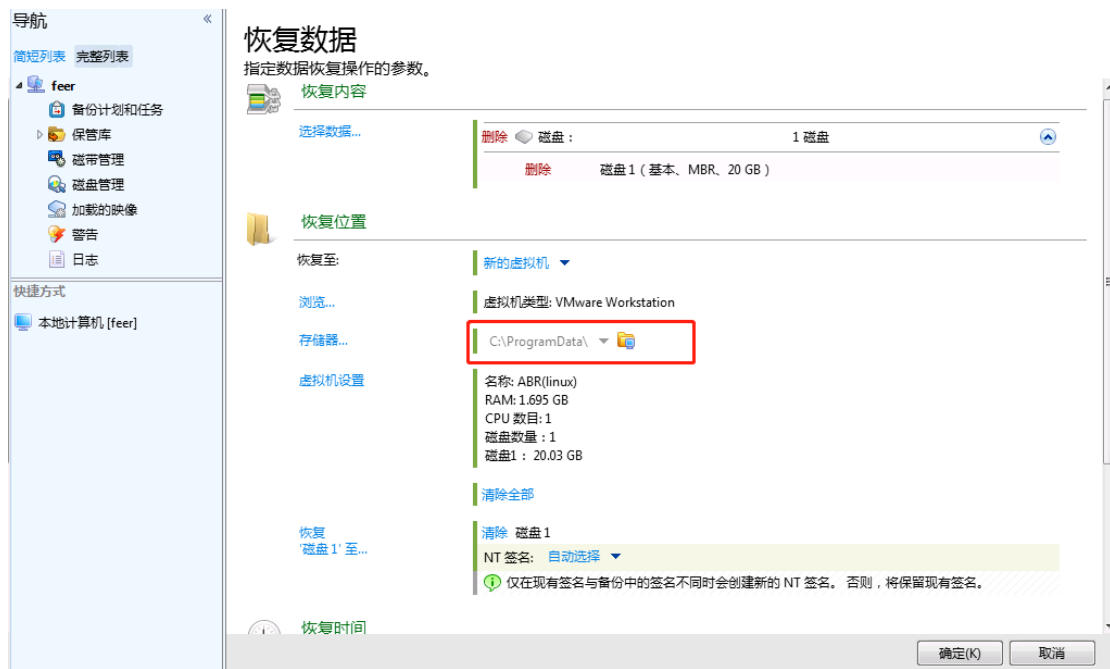 导航 «
简短列表 完整列表
feer
备份计划和任务
保管库
磁带管理
磁盘管理
加载的映像
警告
日志
快捷方式
本地计算机 [feer]
恢复数据
指定数据恢复操作的参数。
恢复内容
选择数据...
删除 磁盘： 1 磁盘
删除 磁盘 1 ( 基本、MBR、20 GB )
恢复位置
恢复至: 新的虚拟机
浏览... 虚拟机类型: VMware Workstation
存储器... C:\ProgramData\
虚拟机设置
名称: ABR(linux)
RAM: 1.695 GB
CPU 数目: 1
磁盘数量：1
磁盘1： 20.03 GB
清除全部
恢复 '磁盘 1' 至...
清除 磁盘 1
NT 签名: 自动选择
仅在现有签名与备份中的签名不同时会创建新的 NT 签名。 否则，将保留现有签名。
恢复时间
确定(K) 取消